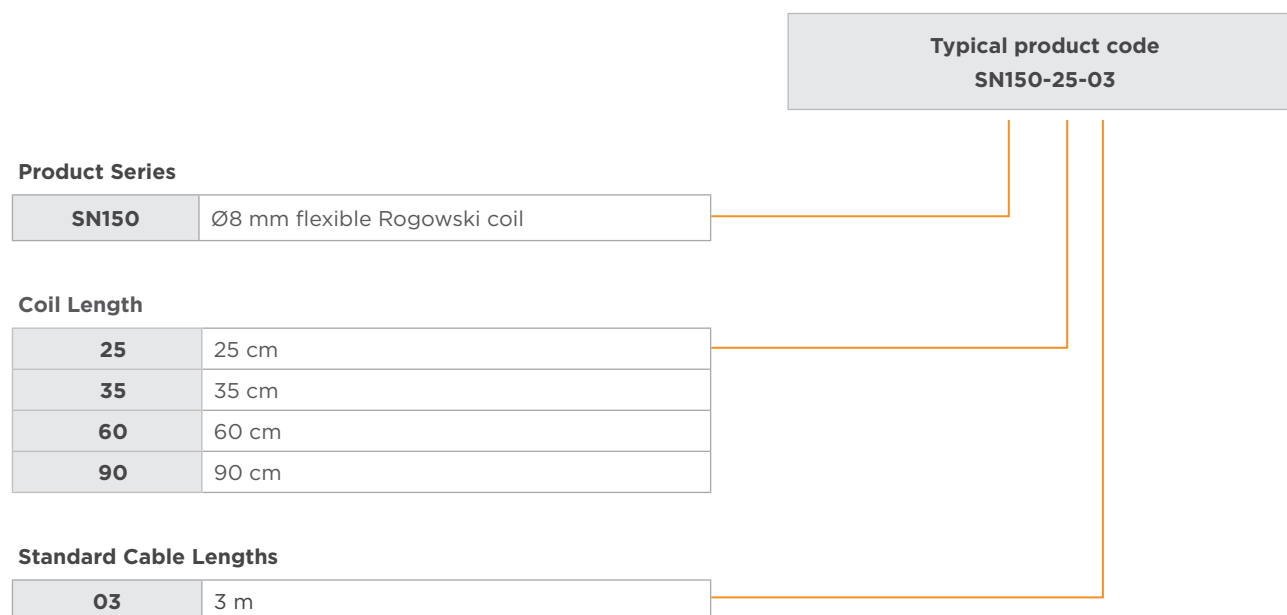 Typical product code
SN150-25-03
Product Series
SN150 Ø8 mm flexible Rogowski coil
Coil Length
25 25 cm
35 35 cm
60 60 cm
90 90 cm
Standard Cable Lengths
03 3 m